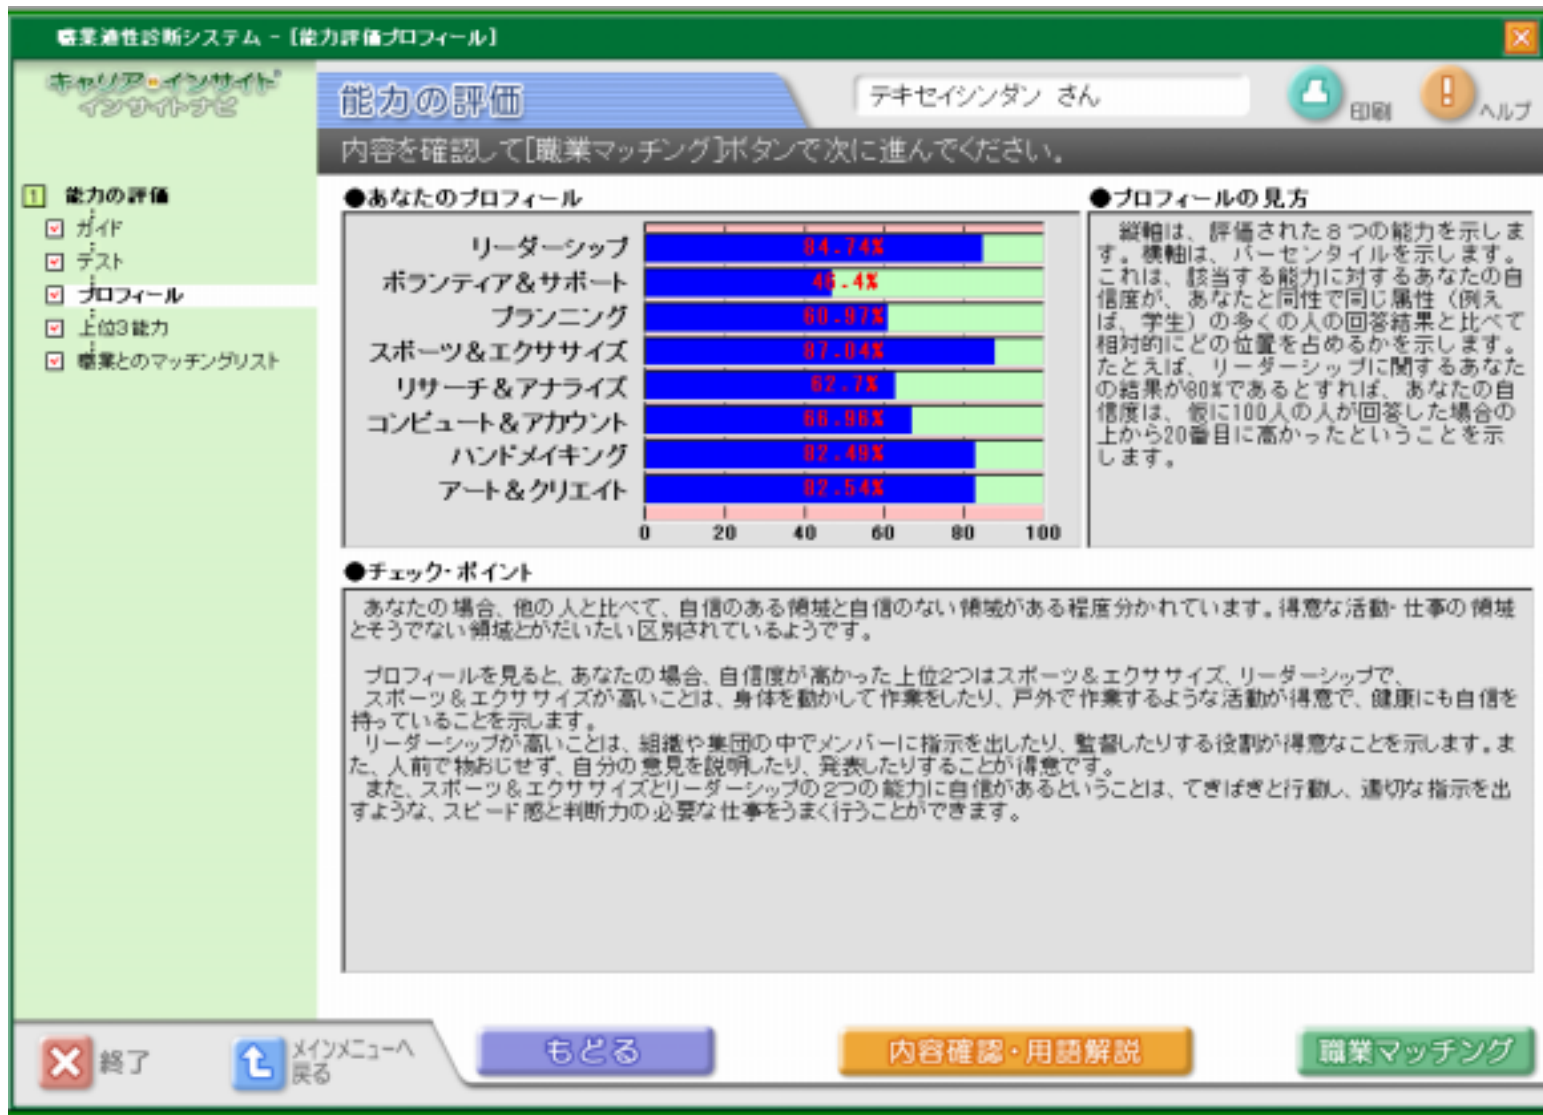 職業適性診断システム - [能力評価プロフィール]
キャリア・インサイト
インサイトナビ
能力の評価
テキセイシンダン さん
印刷
ヘルプ
内容を確認して[職業マッチング]ボタンで次に進んでください。
1 能力の評価
ガイド
テスト
プロフィール
上位3能力
職業とのマッチングリスト
●あなたのプロフィール
リーダーシップ 84.74%
ボランティア&サポート 46.4%
プランニング 60.97%
スポーツ&エクササイズ 87.84%
リサーチ&アナライズ 62.7%
コンピュート&アカウント 66.96%
ハンドメイキング 82.49%
アート&クリエイト 82.54%
0 20 40 60 80 100
●プロフィールの見方
縦軸は、評価された8つの能力を示しま
す。横軸は、パーセンタイルを示します。
これは、該当する能力に対するあなたの自
信度が、あなたと同性で同じ属性（例え
ば、学生）の多くの人の回答結果と比べて
相対的にどの位置を占めるかを示します。
たとえば、リーダーシップに関するあなた
の結果が80%であるとすれば、あなたの自
信度は、仮に100人の人が回答した場合の
上から20番目に高かったということを示
します。
●チェック・ポイント
あなたの場合、他の人と比べて、自信のある領域と自信のない領域がある程度分かれています。得意な活動・仕事の領域
とそうでない領域とがだいたい区別されているようです。
プロフィールを見ると、あなたの場合、自信度が高かった上位2つはスポーツ&エクササイズ、リーダーシップで、
スポーツ&エクササイズが高いことは、身体を動かして作業をしたり、戸外で作業するような活動が得意で、健康にも自信を
持っていることを示します。
リーダーシップが高いことは、組織や集団の中でメンバーに指示を出したり、監督したりする役割が得意なことを示します。ま
た、人前で物おじせず、自分の意見を説明したり、発表したりすることが得意です。
また、スポーツ&エクササイズとリーダーシップの2つの能力に自信があるということは、てきぱきと行動し、適切な指示を出
すような、スピード感と判断力の必要な仕事をうまく行うことができます。
終了
メインメニューへ
戻る
もどる
内容確認・用語解説
職業マッチング